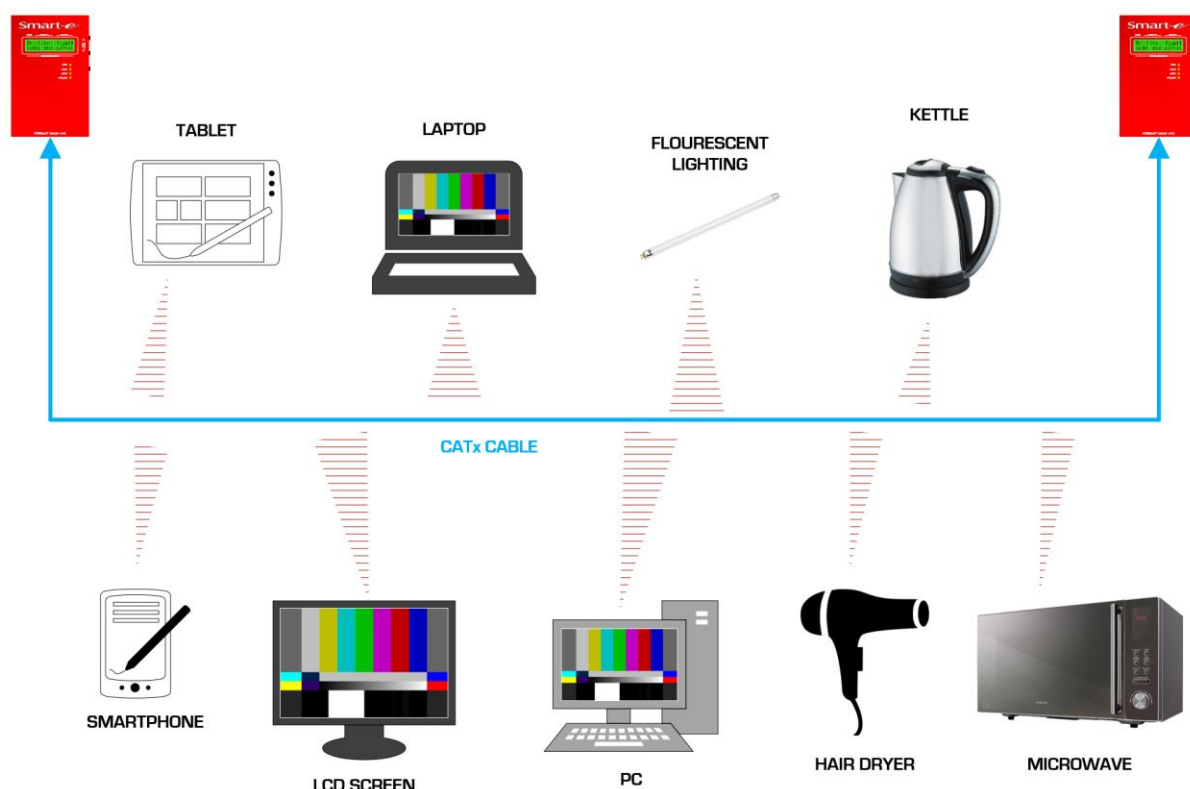 Smart-e
Smart-e
TABLET
LAPTOP
FLOURESCENT
LIGHTING
KETTLE
CATx CABLE
SMARTPHONE
LCD SCREEN
PC
HAIR DRYER
MICROWAVE